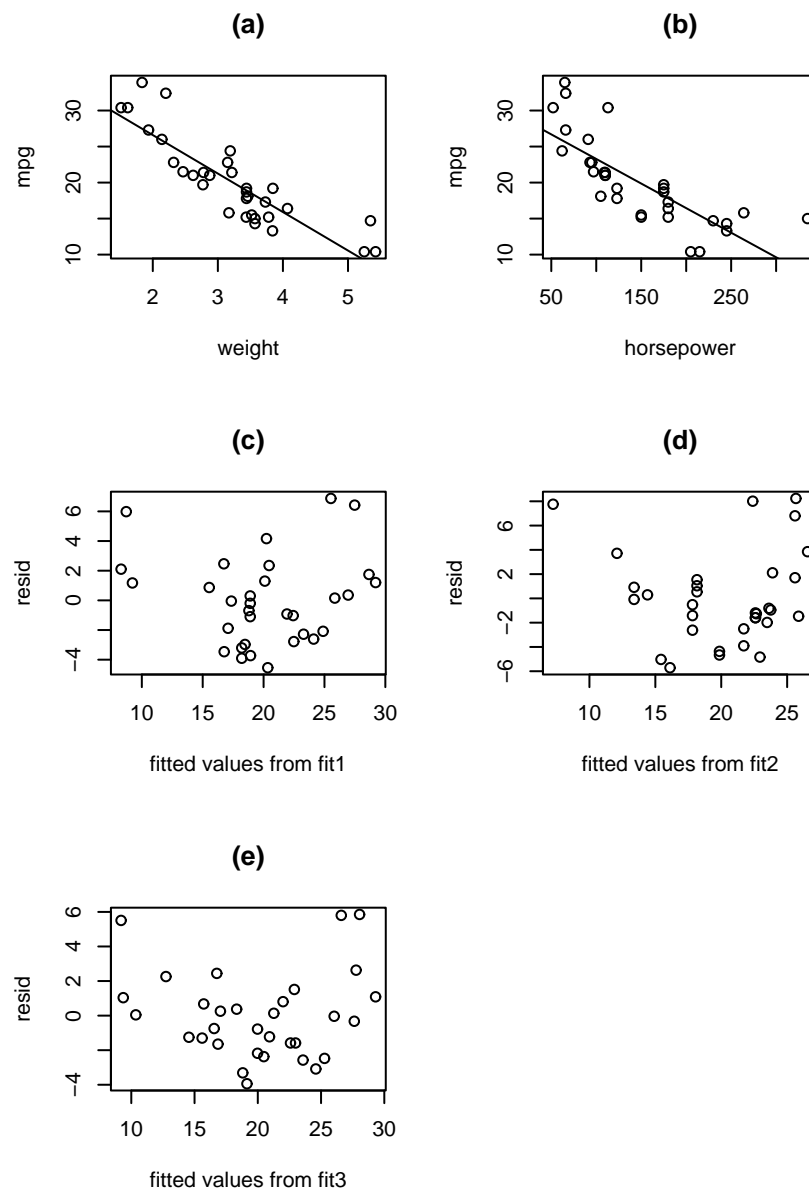 (a)
mpg
10
20
30
2 3 4 5
weight
(b)
mpg
10
20
30
50 150 250
horsepower
(c)
resid
−4
0
2
4
6
10 15 20 25 30
fitted values from fit1
(d)
resid
−6
−2
2
6
10 15 20 25
fitted values from fit2
(e)
resid
−4
0
2
4
6
10 15 20 25 30
fitted values from fit3